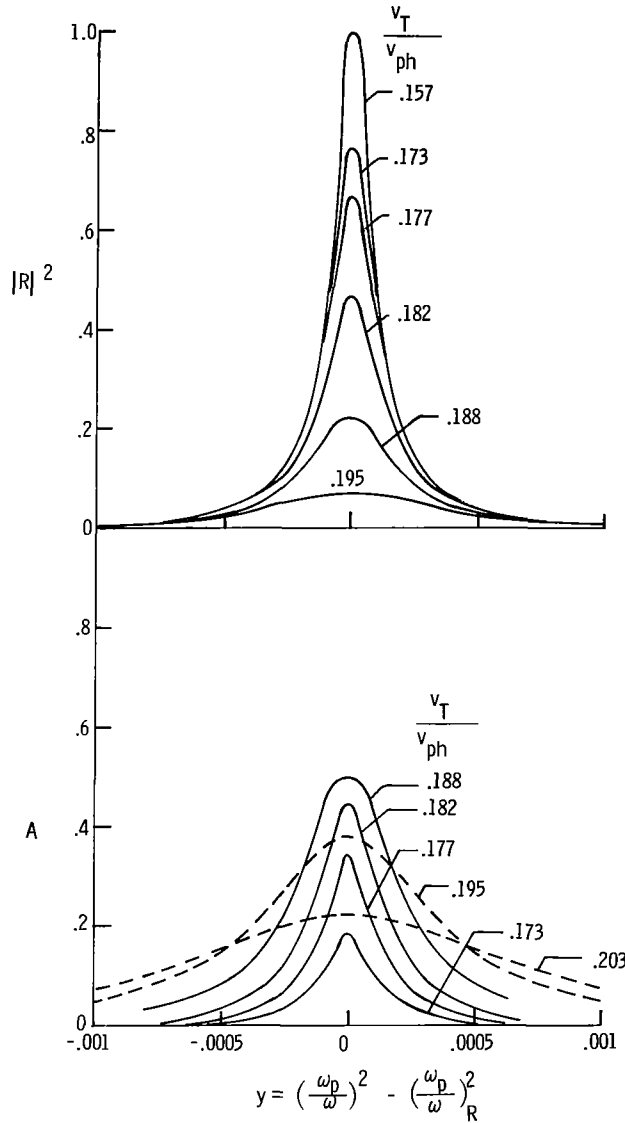 v_T
v_ph
1.0
.157
.8
.173
.177
.6
|R| ²
.182
.4
.188
.2
.195
0
.8
v_T
v_ph
.6
.188
.182
A
.4
.177
.195
.2
.173
.203
0
-.001 -.0005 0 .0005 .001
y = (ω_p/ω)² - (ω_p/ω)²_R